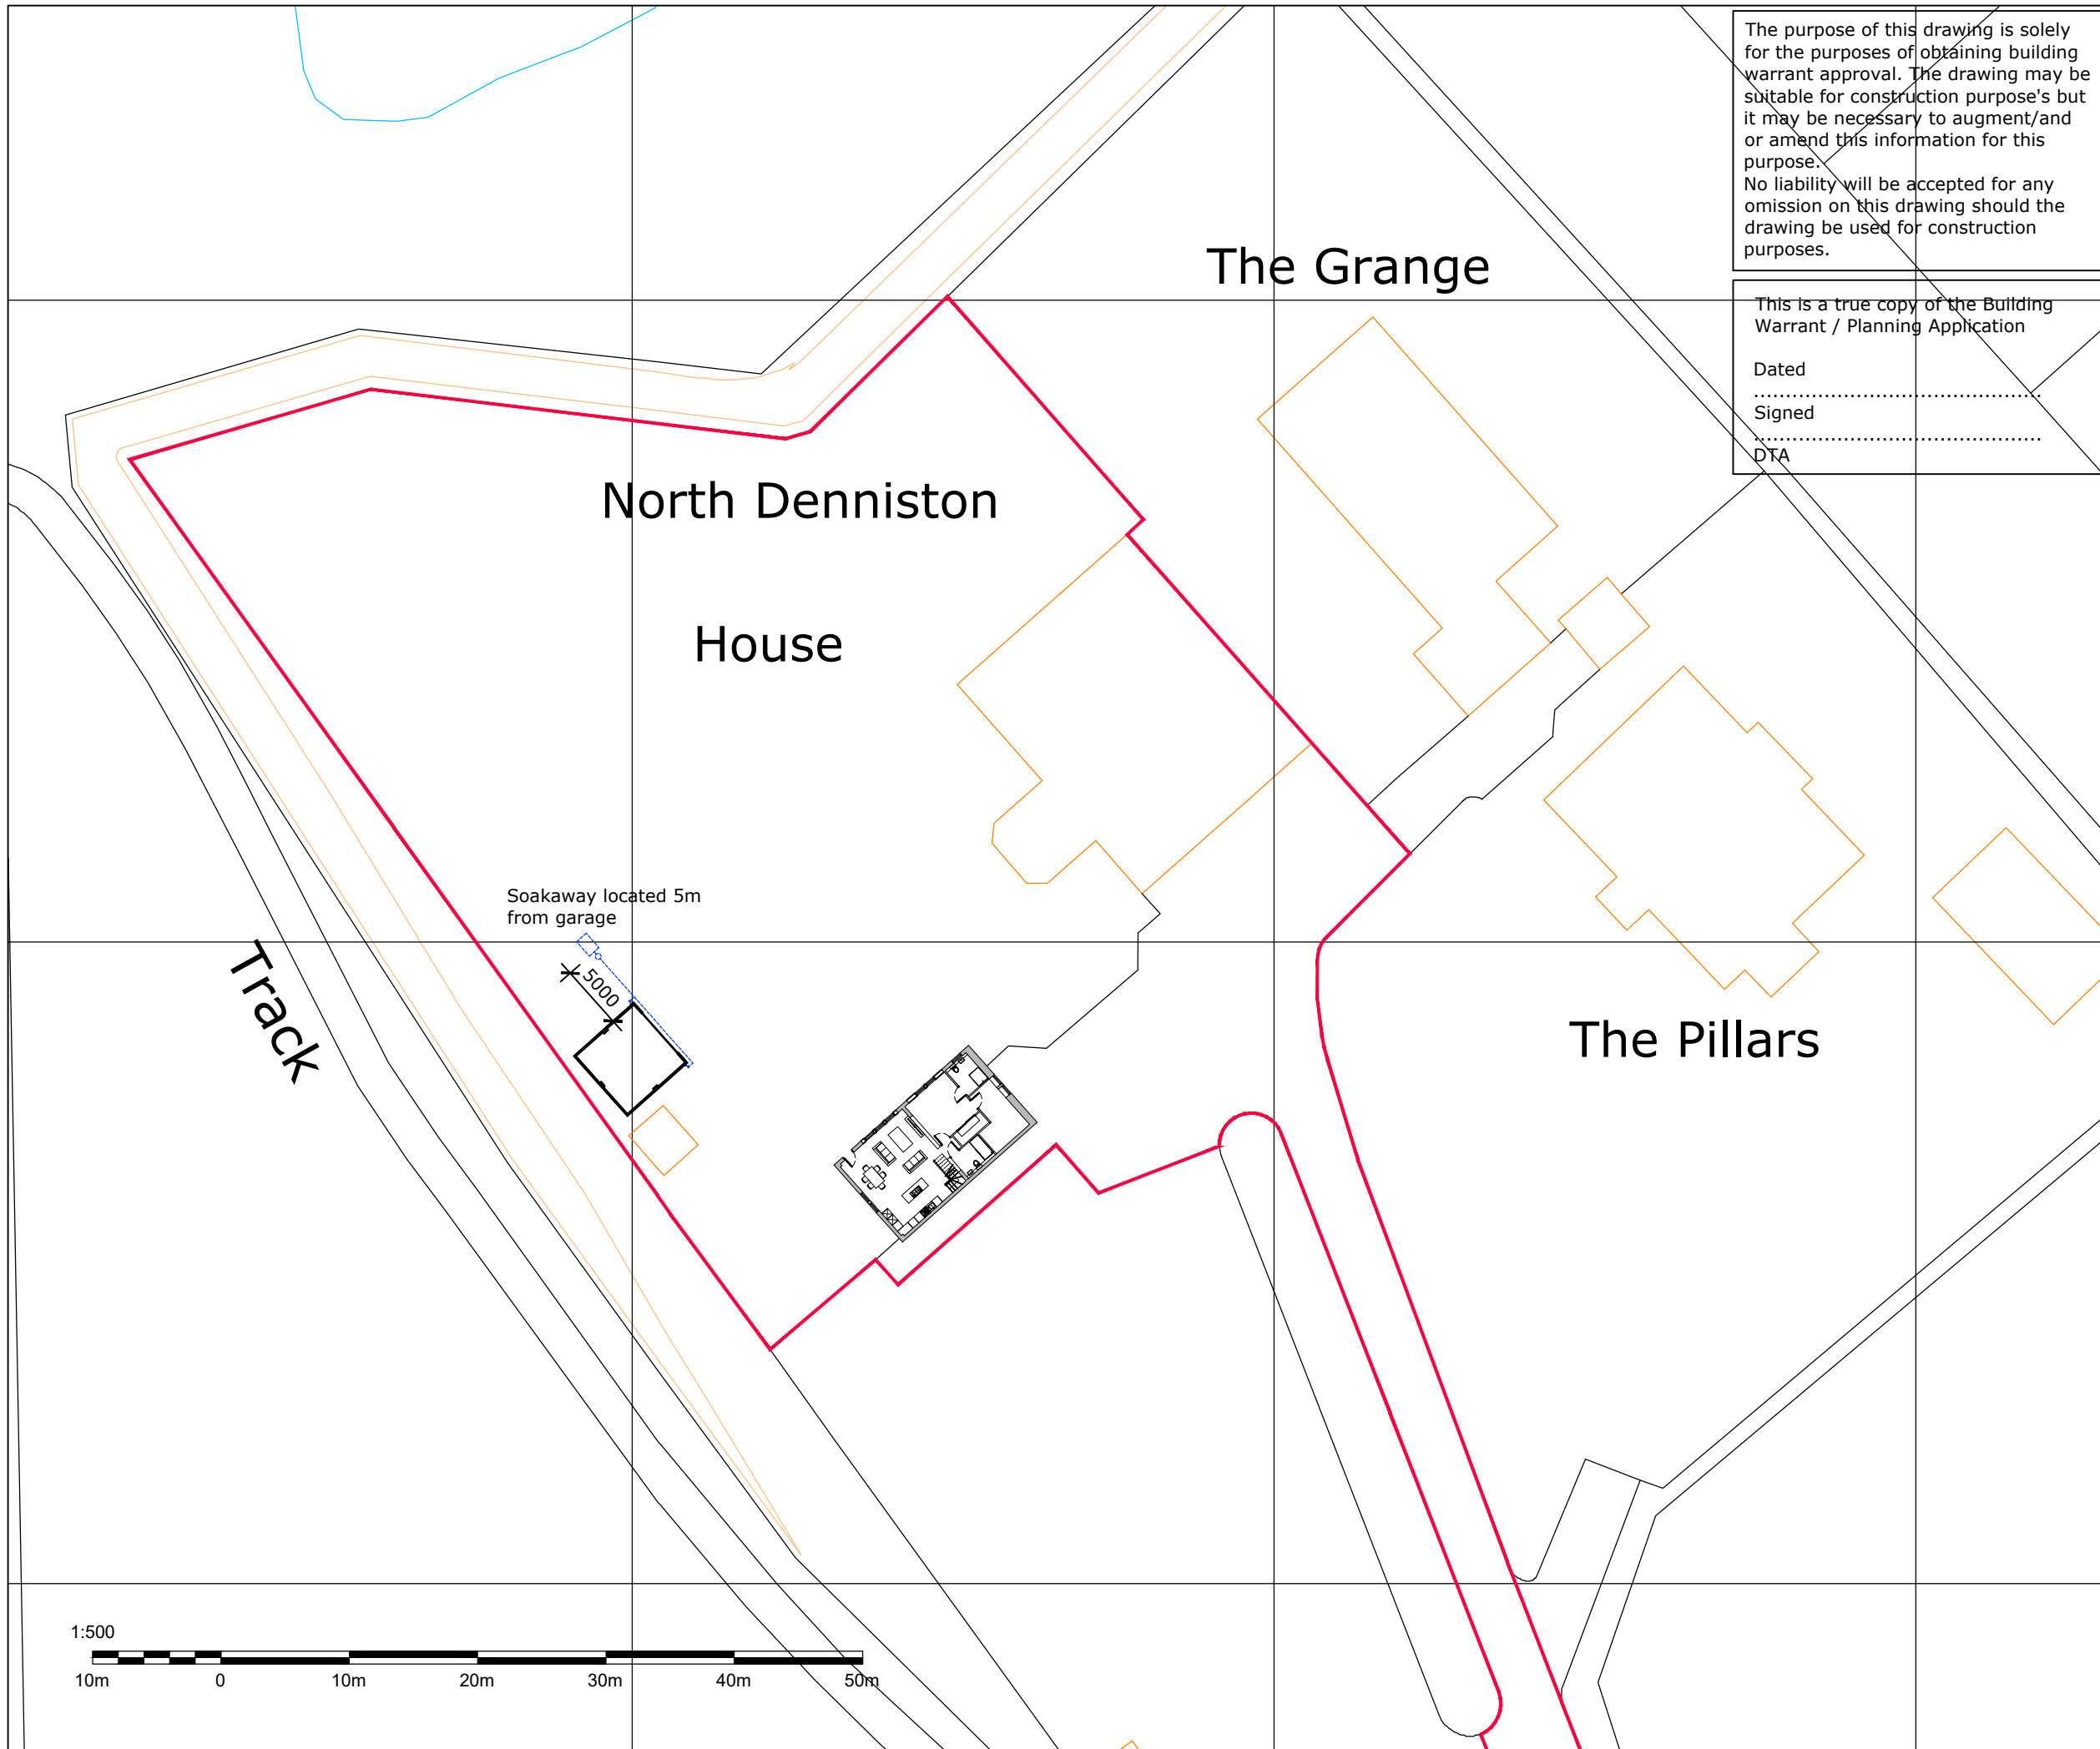 The purpose of this drawing is solely
for the purposes of obtaining building
warrant approval. The drawing may be
suitable for construction purpose's but
it may be necessary to augment/and
or amend this information for this
purpose.
No liability will be accepted for any
omission on this drawing should the
drawing be used for construction
purposes.
This is a true copy of the Building
Warrant / Planning Application
Dated
.............................................
Signed
.............................................
DTA
The Grange
North Denniston
House
Soakaway located 5m
from garage
5000
Track
The Pillars
1:500
10m 0 10m 20m 30m 40m 50m